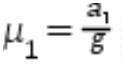 μ₁ = a₁/g